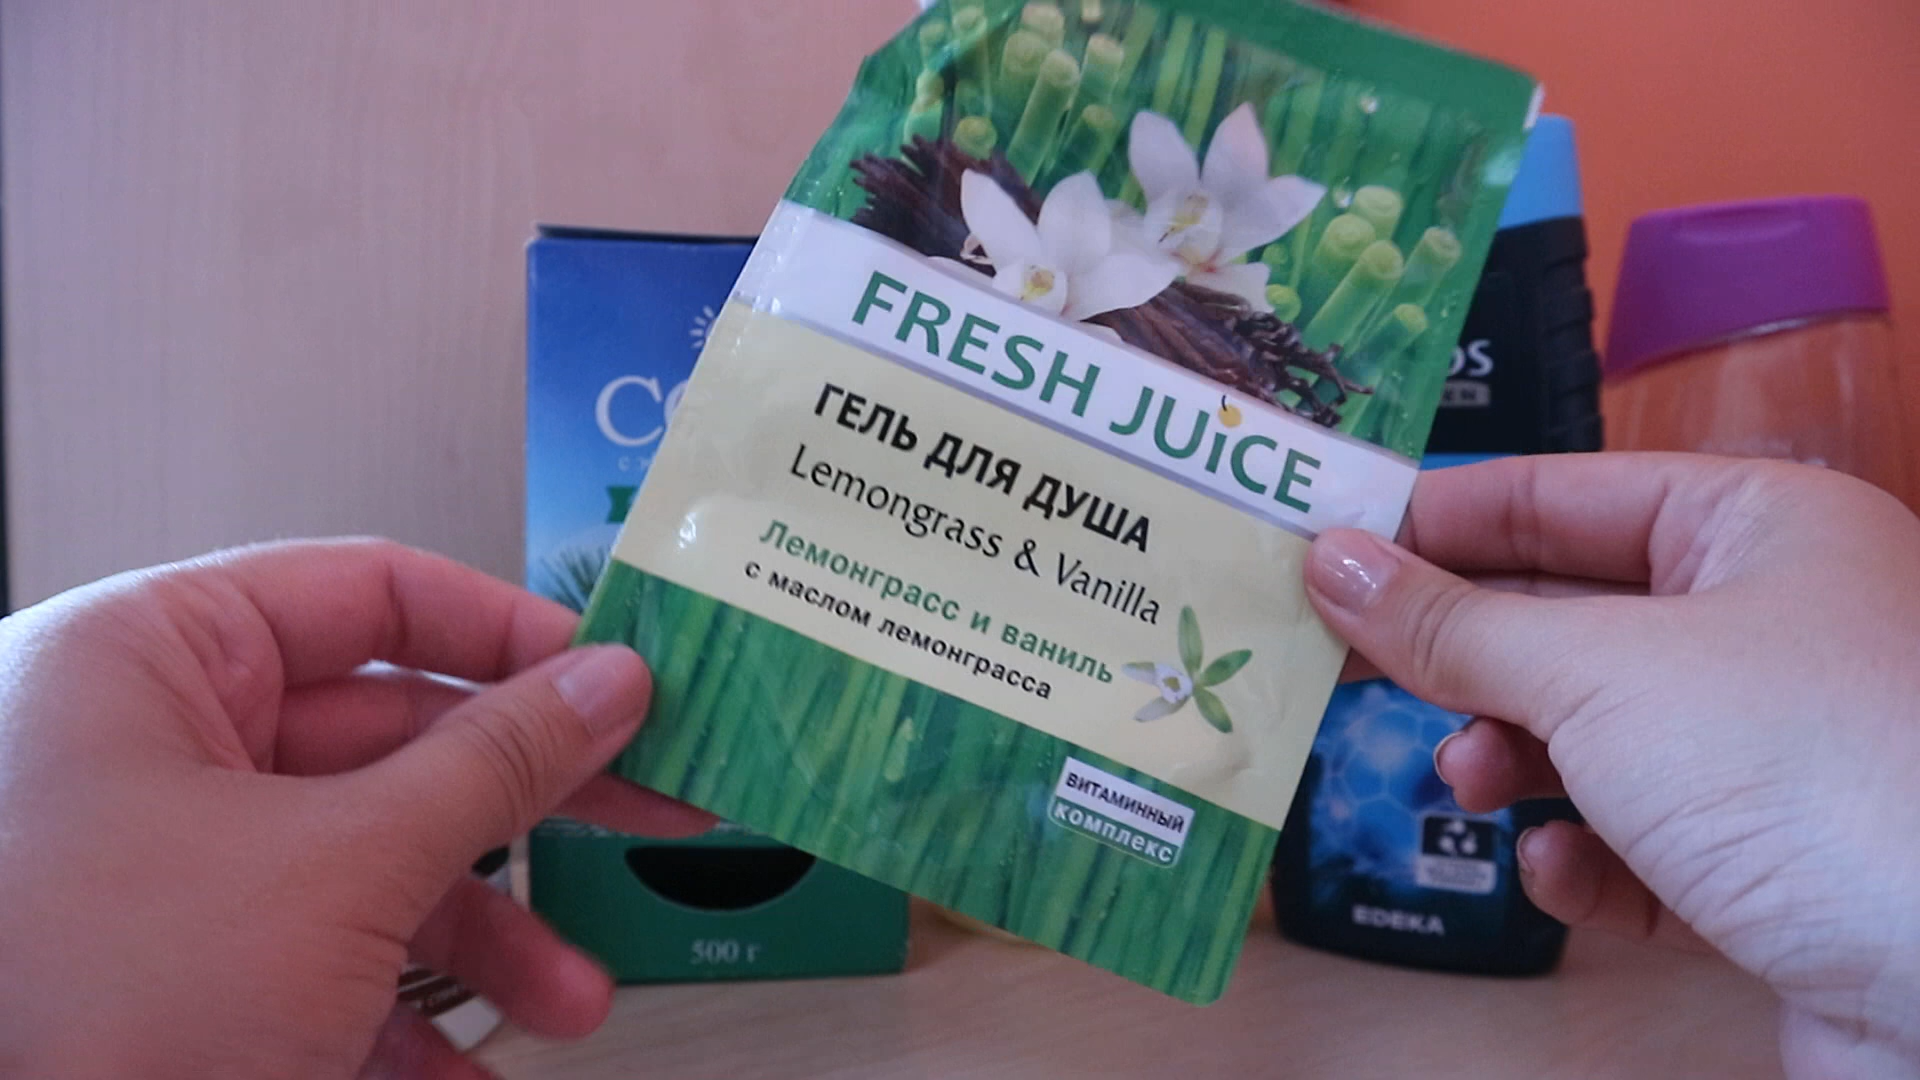 FRESH JUiCE
ГЕЛЬ ДЛЯ ДУША
Lemongrass & Vanilla
Лемонграсс и ваниль
с маслом лемонграсса
ВИТАМИННЫЙ
комплекс
500 г
EDEKA